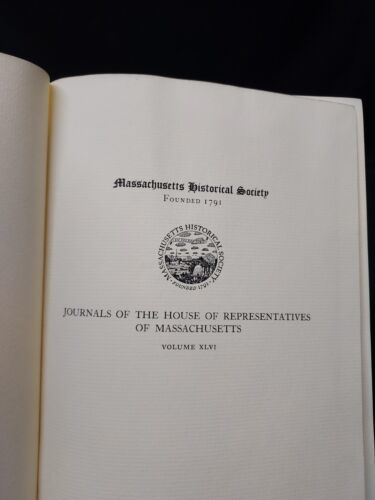 Massachusetts Historical Society
FOUNDED 1791
MASSACHUSETTS HISTORICAL SOCIETY
FOUNDED 1791
JOURNALS OF THE HOUSE OF REPRESENTATIVES
OF MASSACHUSETTS
VOLUME XLVI